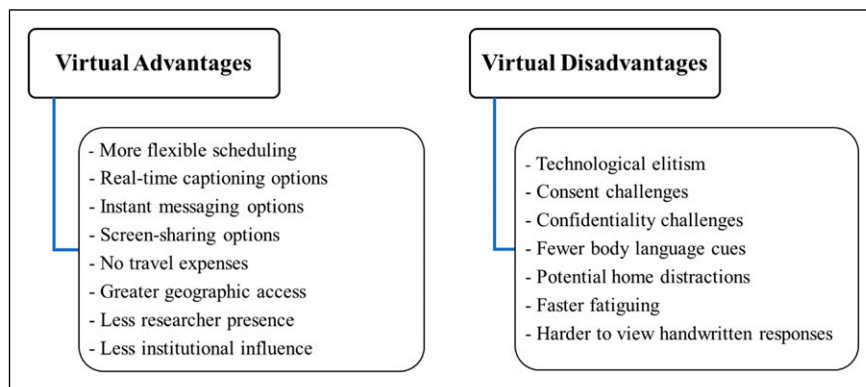 Virtual Advantages
- More flexible scheduling
- Real-time captioning options
- Instant messaging options
- Screen-sharing options
- No travel expenses
- Greater geographic access
- Less researcher presence
- Less institutional influence
Virtual Disadvantages
- Technological elitism
- Consent challenges
- Confidentiality challenges
- Fewer body language cues
- Potential home distractions
- Faster fatiguing
- Harder to view handwritten responses